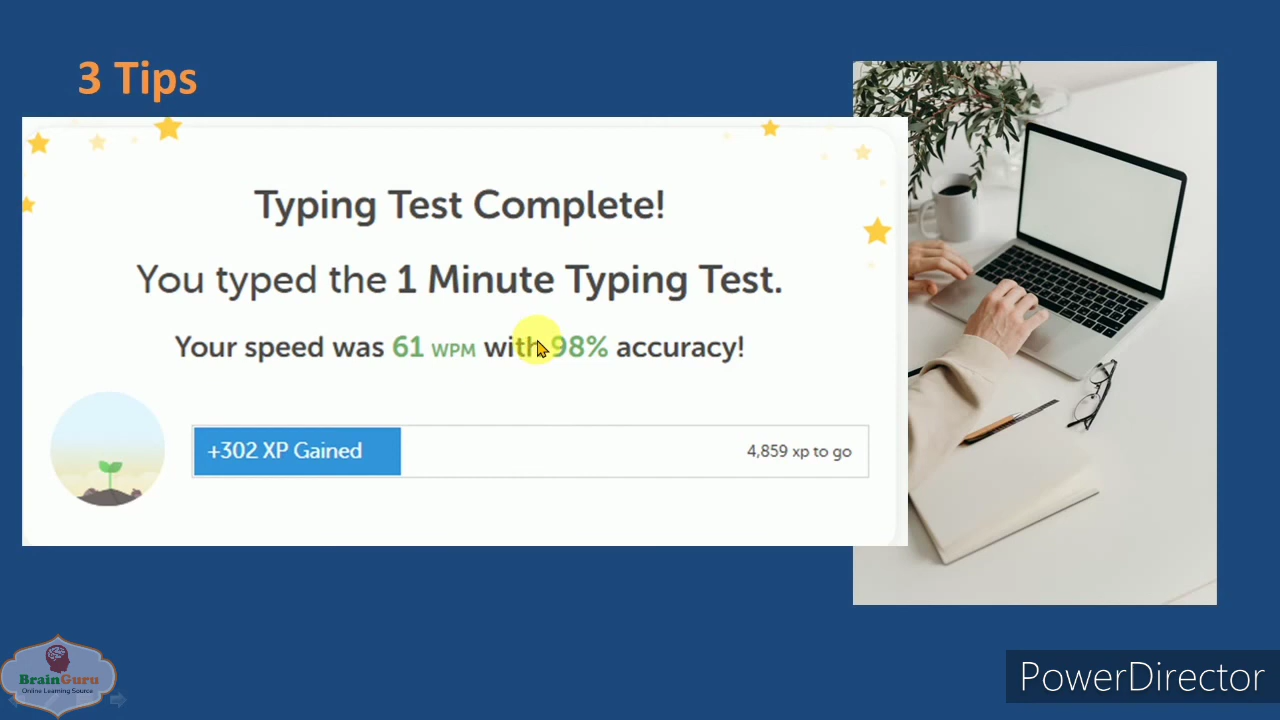 3 Tips
Typing Test Complete!
You typed the 1 Minute Typing Test.
Your speed was 61 WPM with 98% accuracy!
+302 XP Gained
4,859 xp to go
BrainGuru
Online Learning Source
PowerDirector